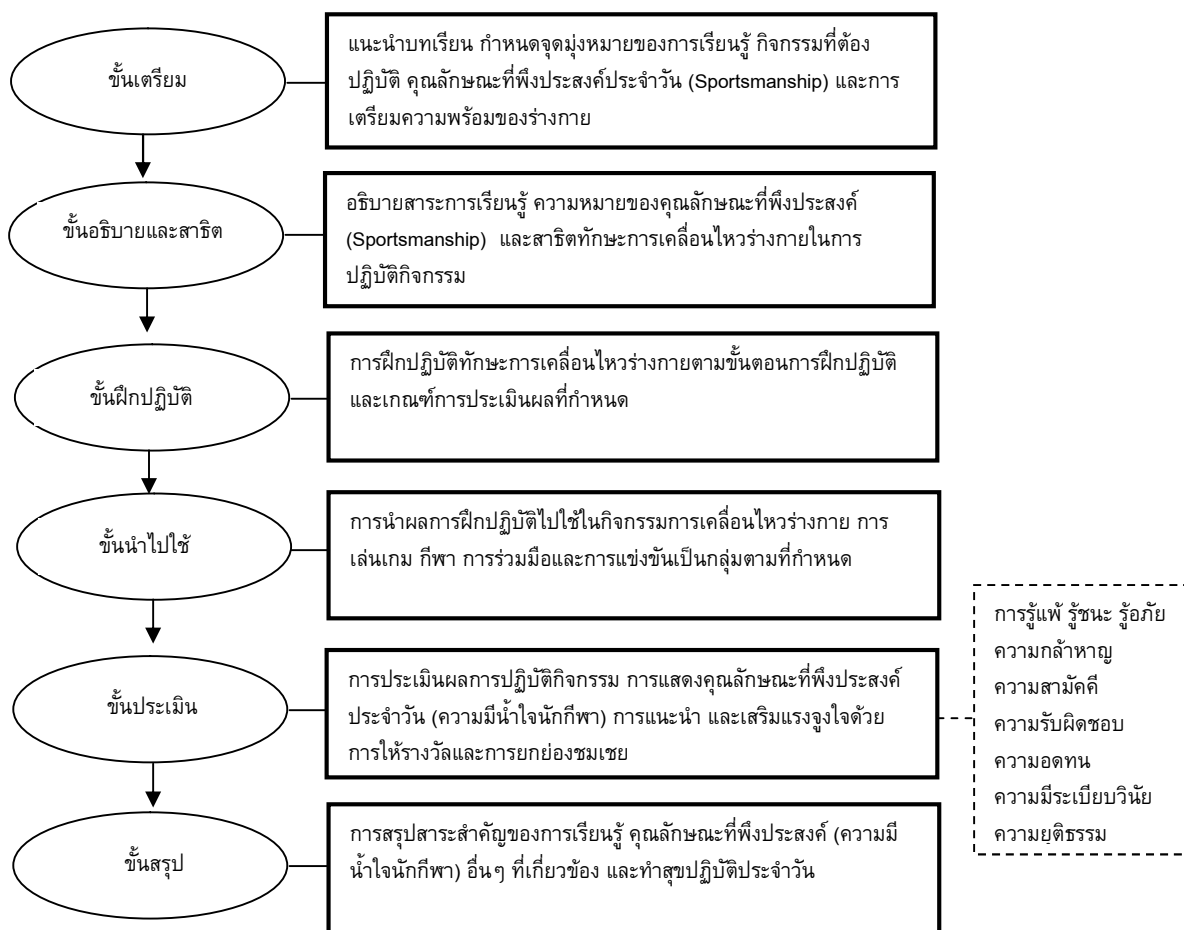 ขั้นเตรียม
แนะนำบทเรียน กำหนดจุดมุ่งหมายของการเรียนรู้ กิจกรรมที่ต้อง
ปฏิบัติ คุณลักษณะที่พึงประสงค์ประจำวัน (Sportsmanship) และการ
เตรียมความพร้อมของร่างกาย
ขั้นอธิบายและสาธิต
อธิบายสาระการเรียนรู้ ความหมายของคุณลักษณะที่พึงประสงค์
(Sportsmanship) และสาธิตทักษะการเคลื่อนไหวร่างกายในการ
ปฏิบัติกิจกรรม
ขั้นฝึกปฏิบัติ
การฝึกปฏิบัติทักษะการเคลื่อนไหวร่างกายตามขั้นตอนการฝึกปฏิบัติ
และเกณฑ์การประเมินผลที่กำหนด
ขั้นนำไปใช้
การนำผลการฝึกปฏิบัติไปใช้ในกิจกรรมการเคลื่อนไหวร่างกาย การ
เล่นเกม กีฬา การร่วมมือและการแข่งขันเป็นกลุ่มตามที่กำหนด
ขั้นประเมิน
การประเมินผลการปฏิบัติกิจกรรม การแสดงคุณลักษณะที่พึงประสงค์
ประจำวัน (ความมีน้ำใจนักกีฬา) การแนะนำ และเสริมแรงจูงใจด้วย
การให้รางวัลและการยกย่องชมเชย
การรู้แพ้ รู้ชนะ รู้อภัย
ความกล้าหาญ
ความสามัคคี
ความรับผิดชอบ
ความอดทน
ความมีระเบียบวินัย
ความยุติธรรม
ขั้นสรุป
การสรุปสาระสำคัญของการเรียนรู้ คุณลักษณะที่พึงประสงค์ (ความมี
น้ำใจนักกีฬา) อื่นๆ ที่เกี่ยวข้อง และทำสุขปฏิบัติประจำวัน